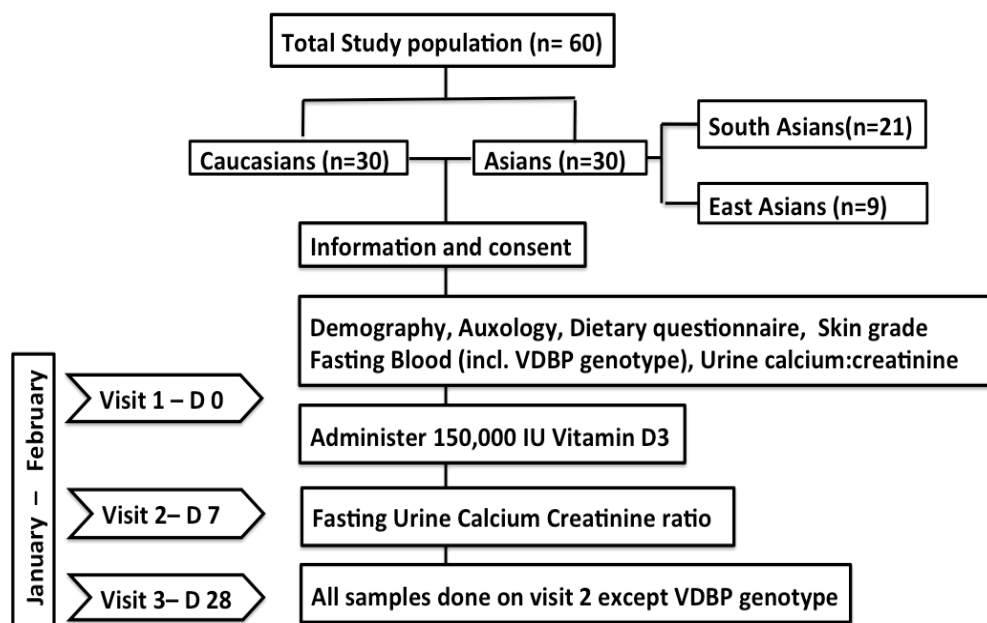 Total Study population (n= 60)
Caucasians (n=30)
Asians (n=30)
South Asians(n=21)
East Asians (n=9)
Information and consent
Demography, Auxology, Dietary questionnaire, Skin grade
Fasting Blood (incl. VDBP genotype), Urine calcium:creatinine
January – February
Visit 1 – D 0
Administer 150,000 IU Vitamin D3
Visit 2– D 7
Fasting Urine Calcium Creatinine ratio
Visit 3– D 28
All samples done on visit 2 except VDBP genotype